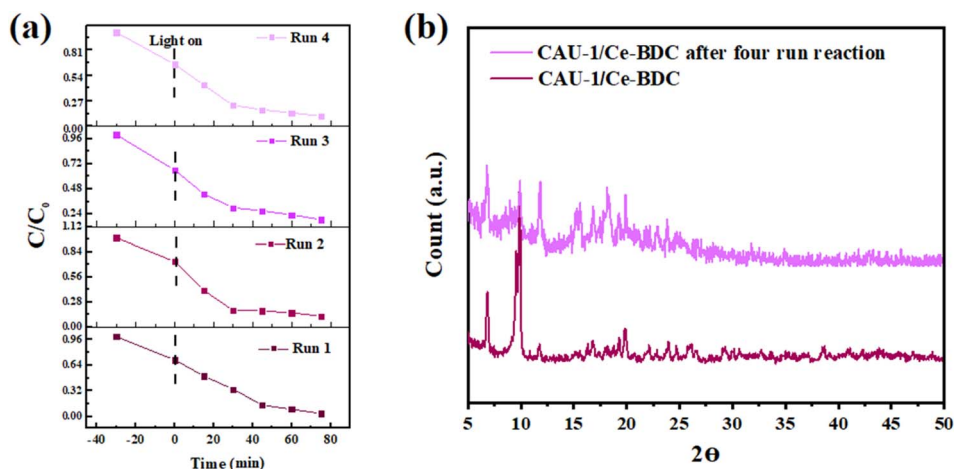 (a)
Light on
Run 4
0.81
0.54
0.27
0.00
Run 3
0.96
0.72
0.48
0.24
Run 2
1.12
0.84
0.56
0.28
0.00
Run 1
0.96
0.64
0.32
0.00
C/C0
-40 -20 0 20 40 60 80
Time (min)
(b)
CAU-1/Ce-BDC after four run reaction
CAU-1/Ce-BDC
Count (a.u.)
5 10 15 20 25 30 35 40 45 50
2Θ